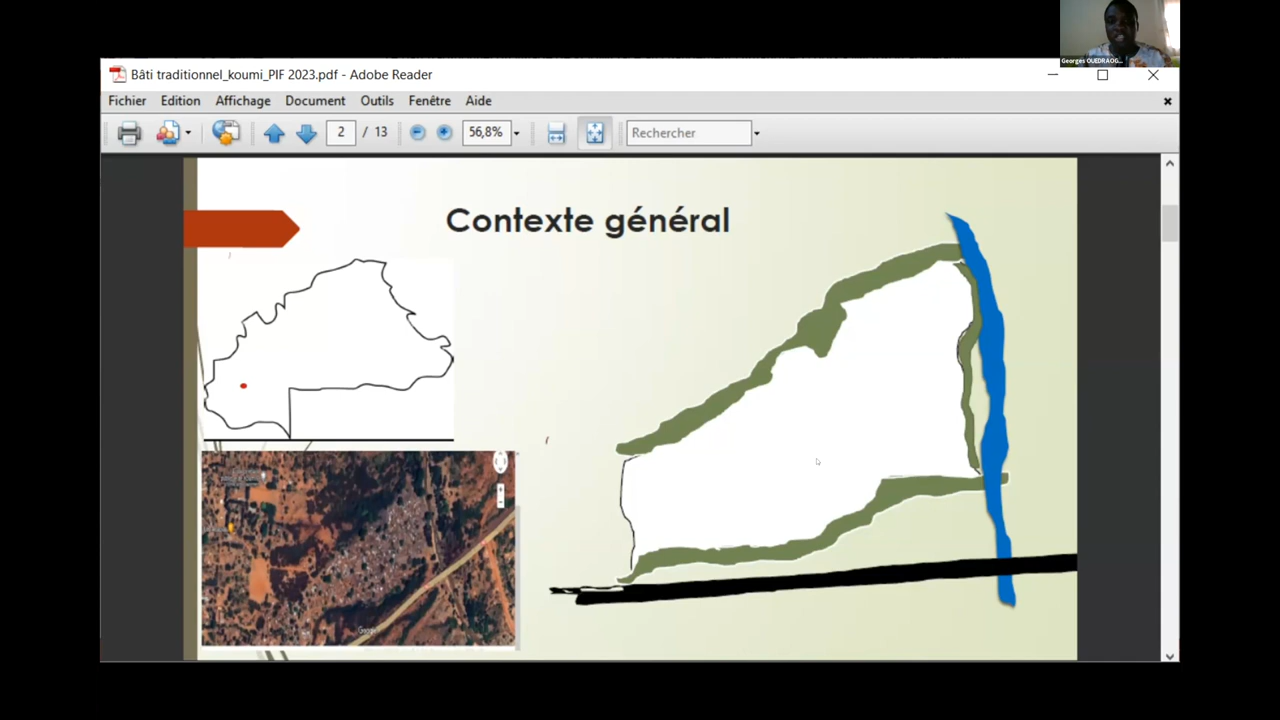 Georges OUEDRAOG...
Bâti traditionnel_koumi_PIF 2023.pdf - Adobe Reader
Fichier Edition Affichage Document Outils Fenêtre Aide
2 / 13 56,8% Rechercher
Contexte général
Google